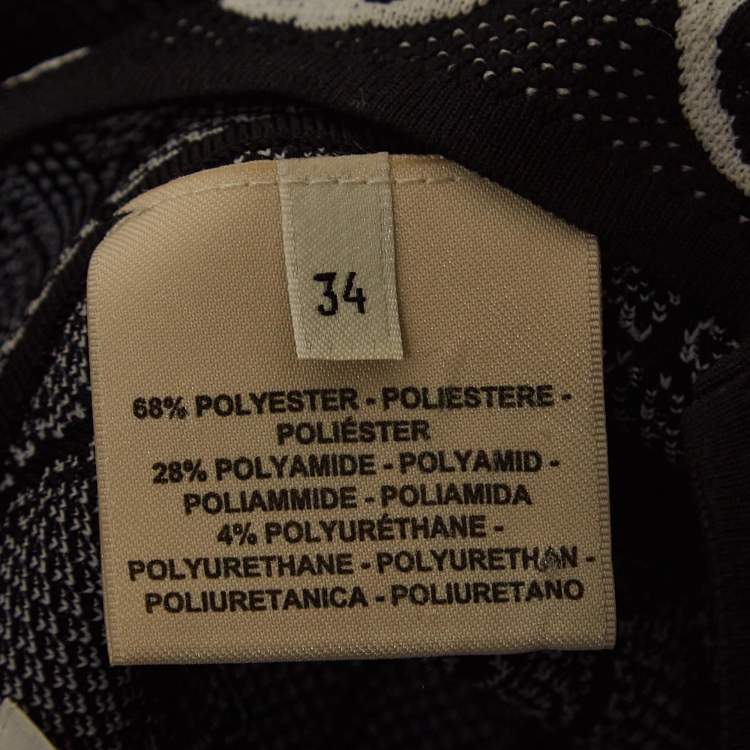 34
68% POLYESTER - POLIESTERE -
POLIÉSTER
28% POLYAMIDE - POLYAMID -
POLIAMMIDE - POLIAMIDA
4% POLYURÉTHANE -
POLYURETHANE - POLYURETHAN -
POLIURETANICA - POLIURETANO